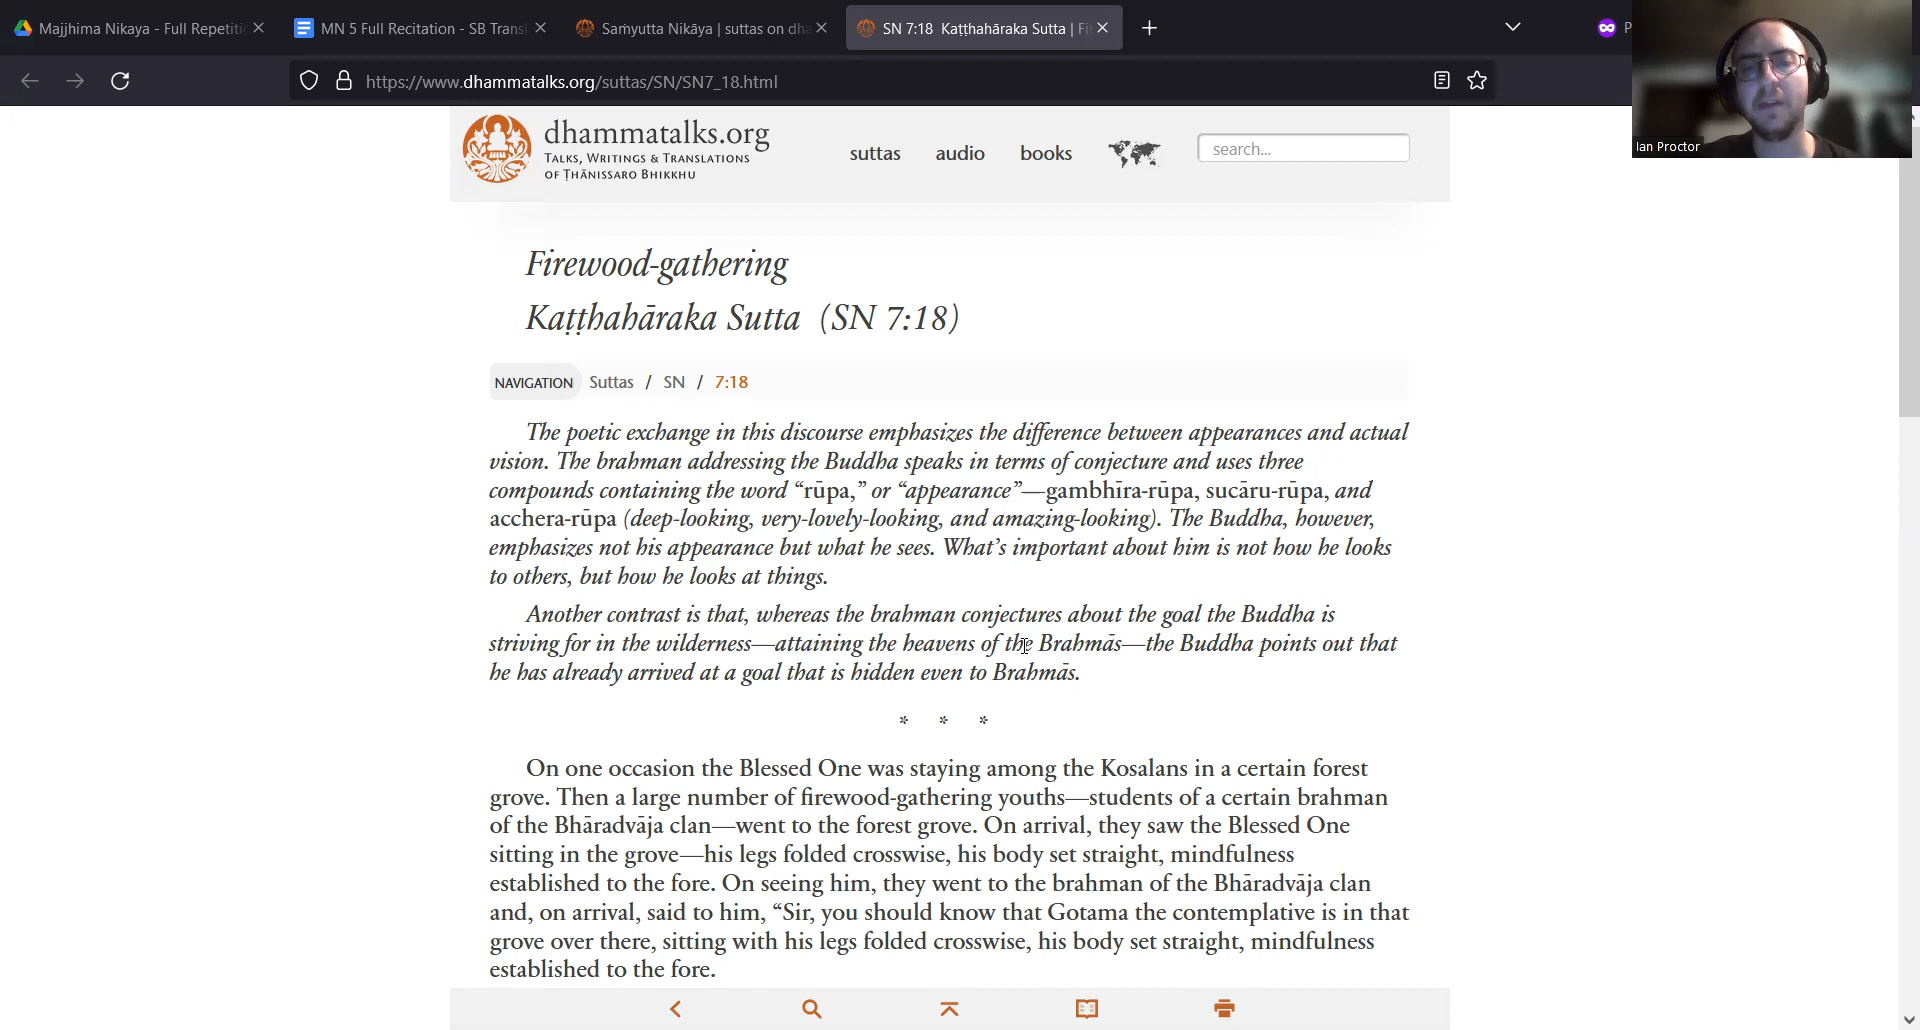 Majjhima Nikaya - Full Repetitio
MN 5 Full Recitation - SB Transl
Saṁyutta Nikāya | suttas on dha
SN 7:18 Kaṭṭhahāraka Sutta | Fi
P
https://www.dhammatalks.org/suttas/SN/SN7_18.html
Ian Proctor
dhammatalks.org
TALKS, WRITINGS & TRANSLATIONS
OF ṬHĀNISSARO BHIKKHU
suttas
audio
books
search...
Firewood-gathering
Kaṭṭhahāraka Sutta (SN 7:18)
NAVIGATION Suttas / SN / 7:18
The poetic exchange in this discourse emphasizes the difference between appearances and actual
vision. The brahman addressing the Buddha speaks in terms of conjecture and uses three
compounds containing the word “rūpa,” or “appearance”—gambhīra-rūpa, sucāru-rūpa, and
acchera-rūpa (deep-looking, very-lovely-looking, and amazing-looking). The Buddha, however,
emphasizes not his appearance but what he sees. What’s important about him is not how he looks
to others, but how he looks at things.
Another contrast is that, whereas the brahman conjectures about the goal the Buddha is
striving for in the wilderness—attaining the heavens of the Brahmās—the Buddha points out that
he has already arrived at a goal that is hidden even to Brahmās.
* * *
On one occasion the Blessed One was staying among the Kosalans in a certain forest
grove. Then a large number of firewood-gathering youths—students of a certain brahman
of the Bhāradvāja clan—went to the forest grove. On arrival, they saw the Blessed One
sitting in the grove—his legs folded crosswise, his body set straight, mindfulness
established to the fore. On seeing him, they went to the brahman of the Bhāradvāja clan
and, on arrival, said to him, “Sir, you should know that Gotama the contemplative is in that
grove over there, sitting with his legs folded crosswise, his body set straight, mindfulness
established to the fore.